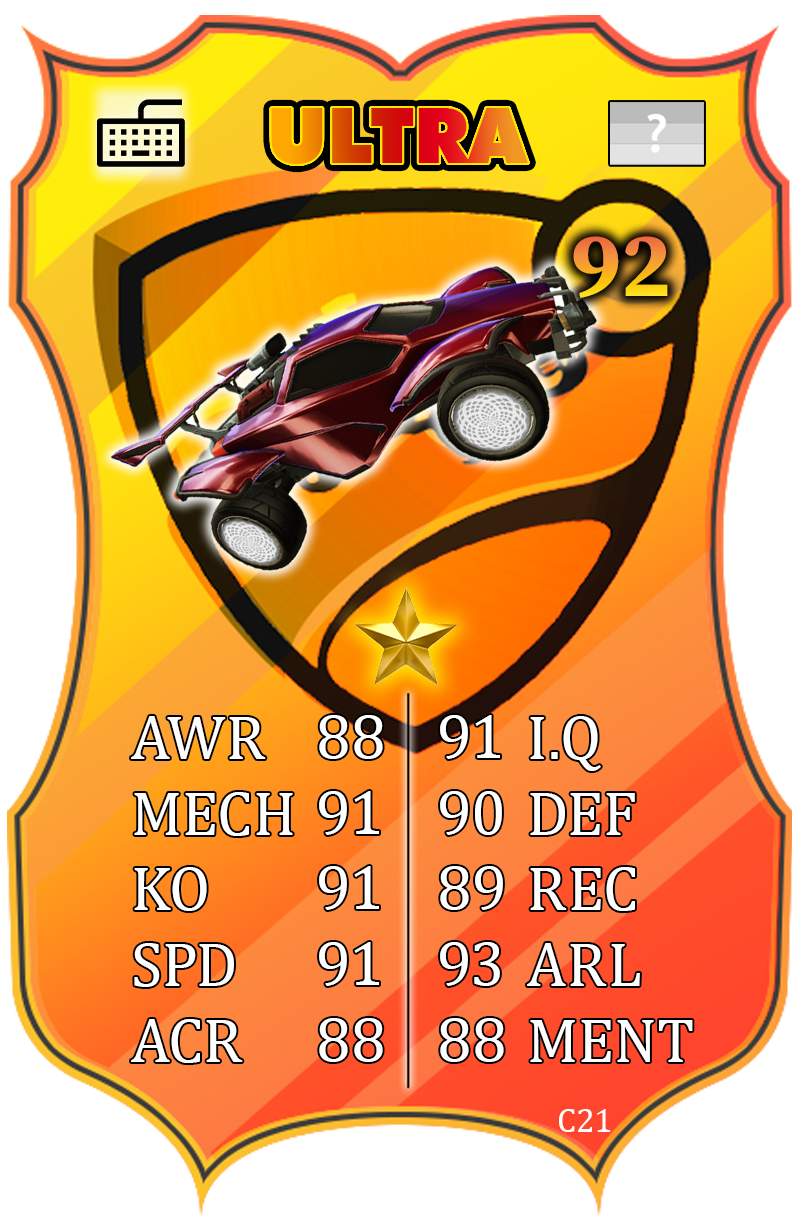 ULTRA
?
92
AWR 88 91 I.Q
MECH 91 90 DEF
KO 91 89 REC
SPD 91 93 ARL
ACR 88 88 MENT
C21